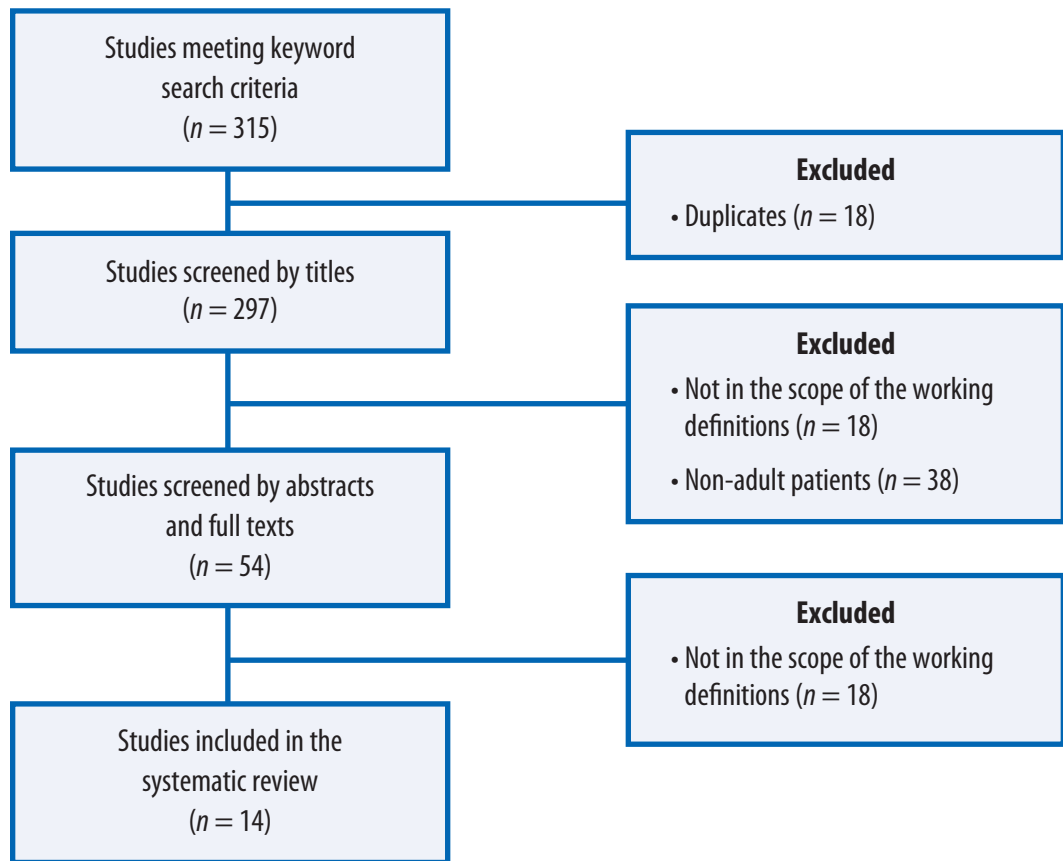 Studies meeting keyword
search criteria
(n = 315)
Excluded
• Duplicates (n = 18)
Studies screened by titles
(n = 297)
Excluded
• Not in the scope of the working
definitions (n = 18)
• Non-adult patients (n = 38)
Studies screened by abstracts
and full texts
(n = 54)
Excluded
• Not in the scope of the working
definitions (n = 18)
Studies included in the
systematic review
(n = 14)